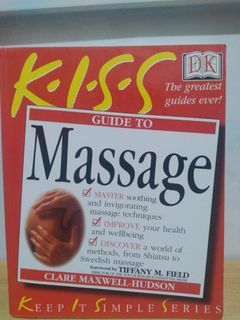 K•I•S•S
DK
The greatest
guides ever!
GUIDE TO
Massage
MASTER soothing
and invigorating
massage techniques
IMPROVE your health
and wellbeing
DISCOVER a world of
methods, from Shiatsu to
Swedish massage
Foreword by TIFFANY M. FIELD
CLARE MAXWELL-HUDSON
KEEP IT SIMPLE SERIES